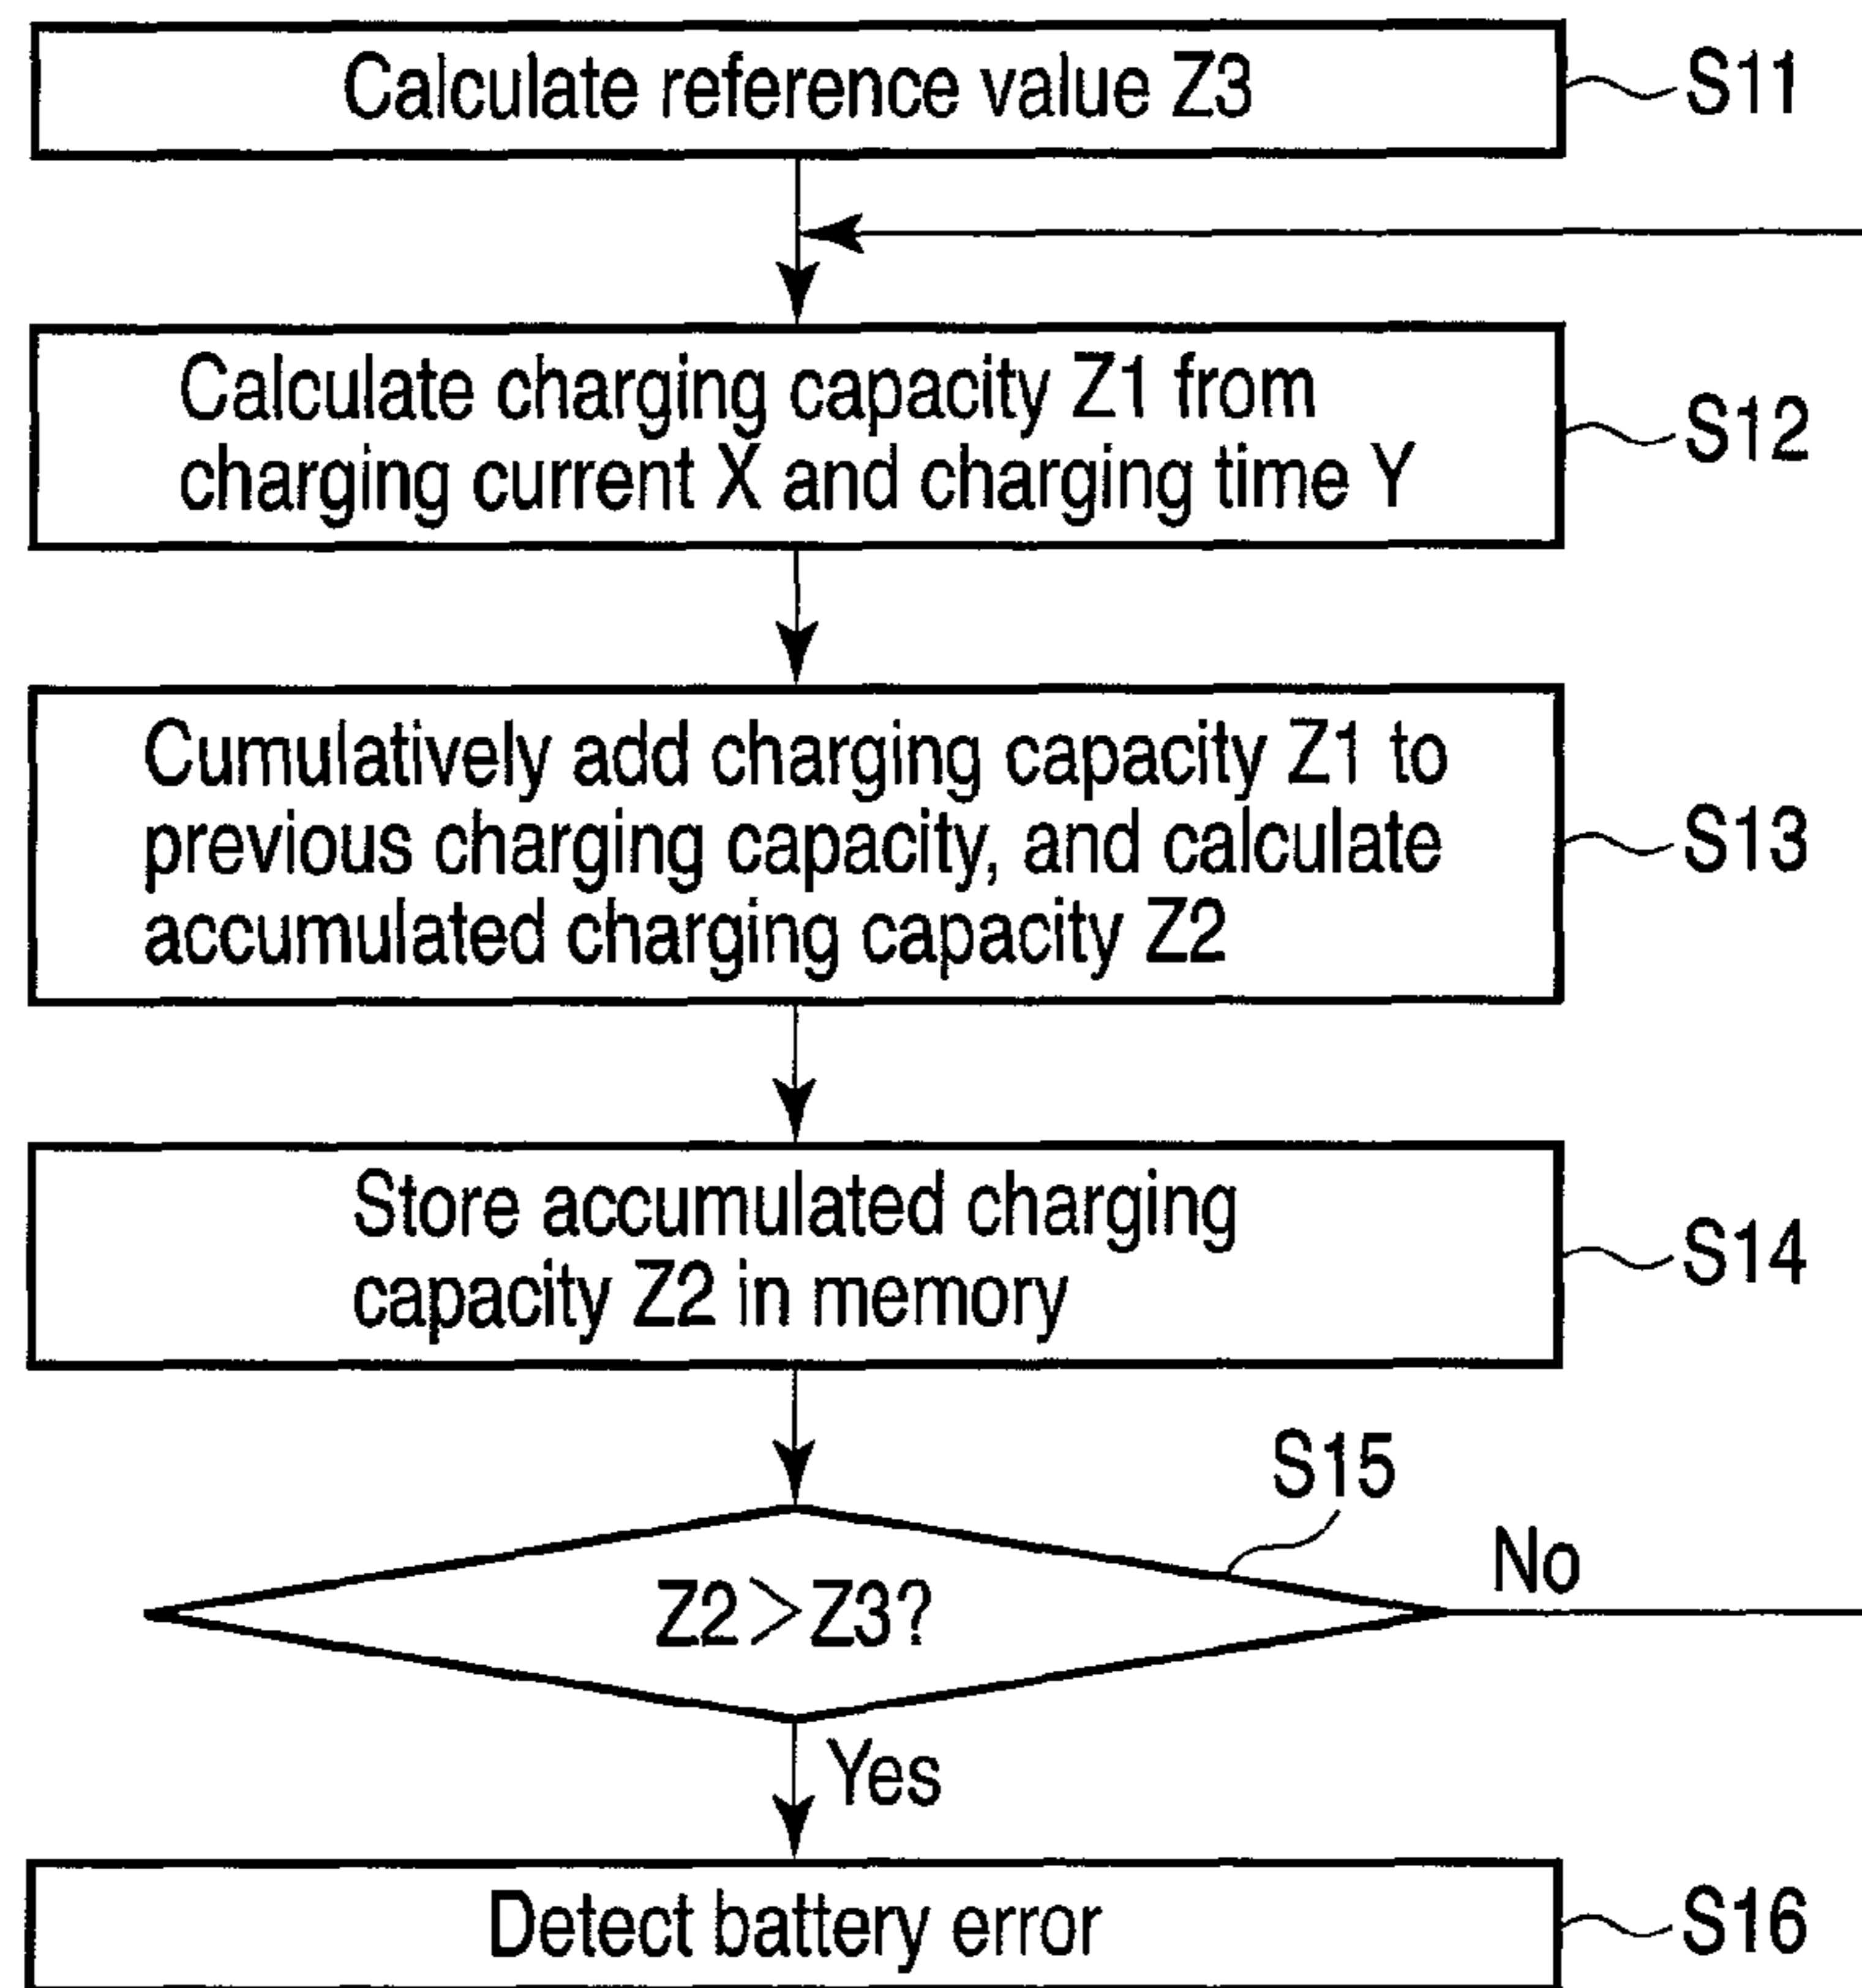 Calculate reference value Z3
S11
Calculate charging capacity Z1 from
charging current X and charging time Y
S12
Cumulatively add charging capacity Z1 to
previous charging capacity, and calculate
accumulated charging capacity Z2
S13
Store accumulated charging
capacity Z2 in memory
S14
S15
Z2>Z3?
No
Yes
Detect battery error
S16